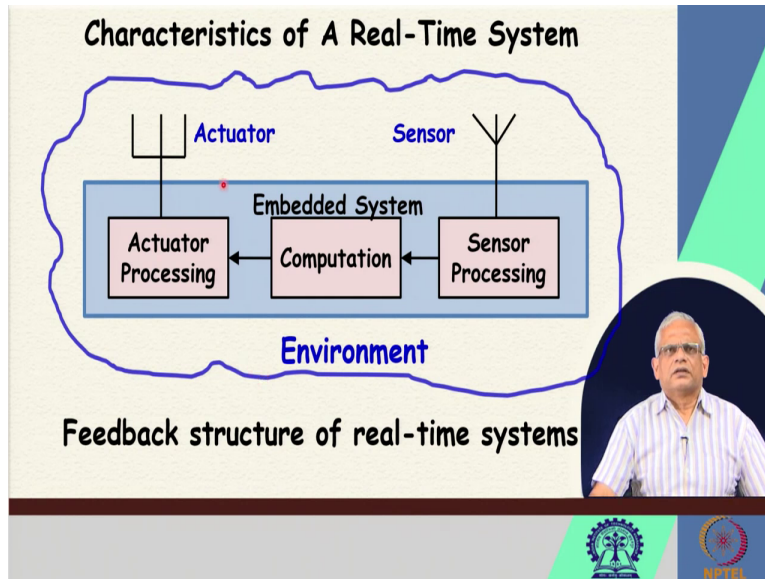 Characteristics of A Real-Time System
Actuator
Sensor
Embedded System
Actuator
Processing
Computation
Sensor
Processing
Environment
Feedback structure of real-time systems
NPTEL